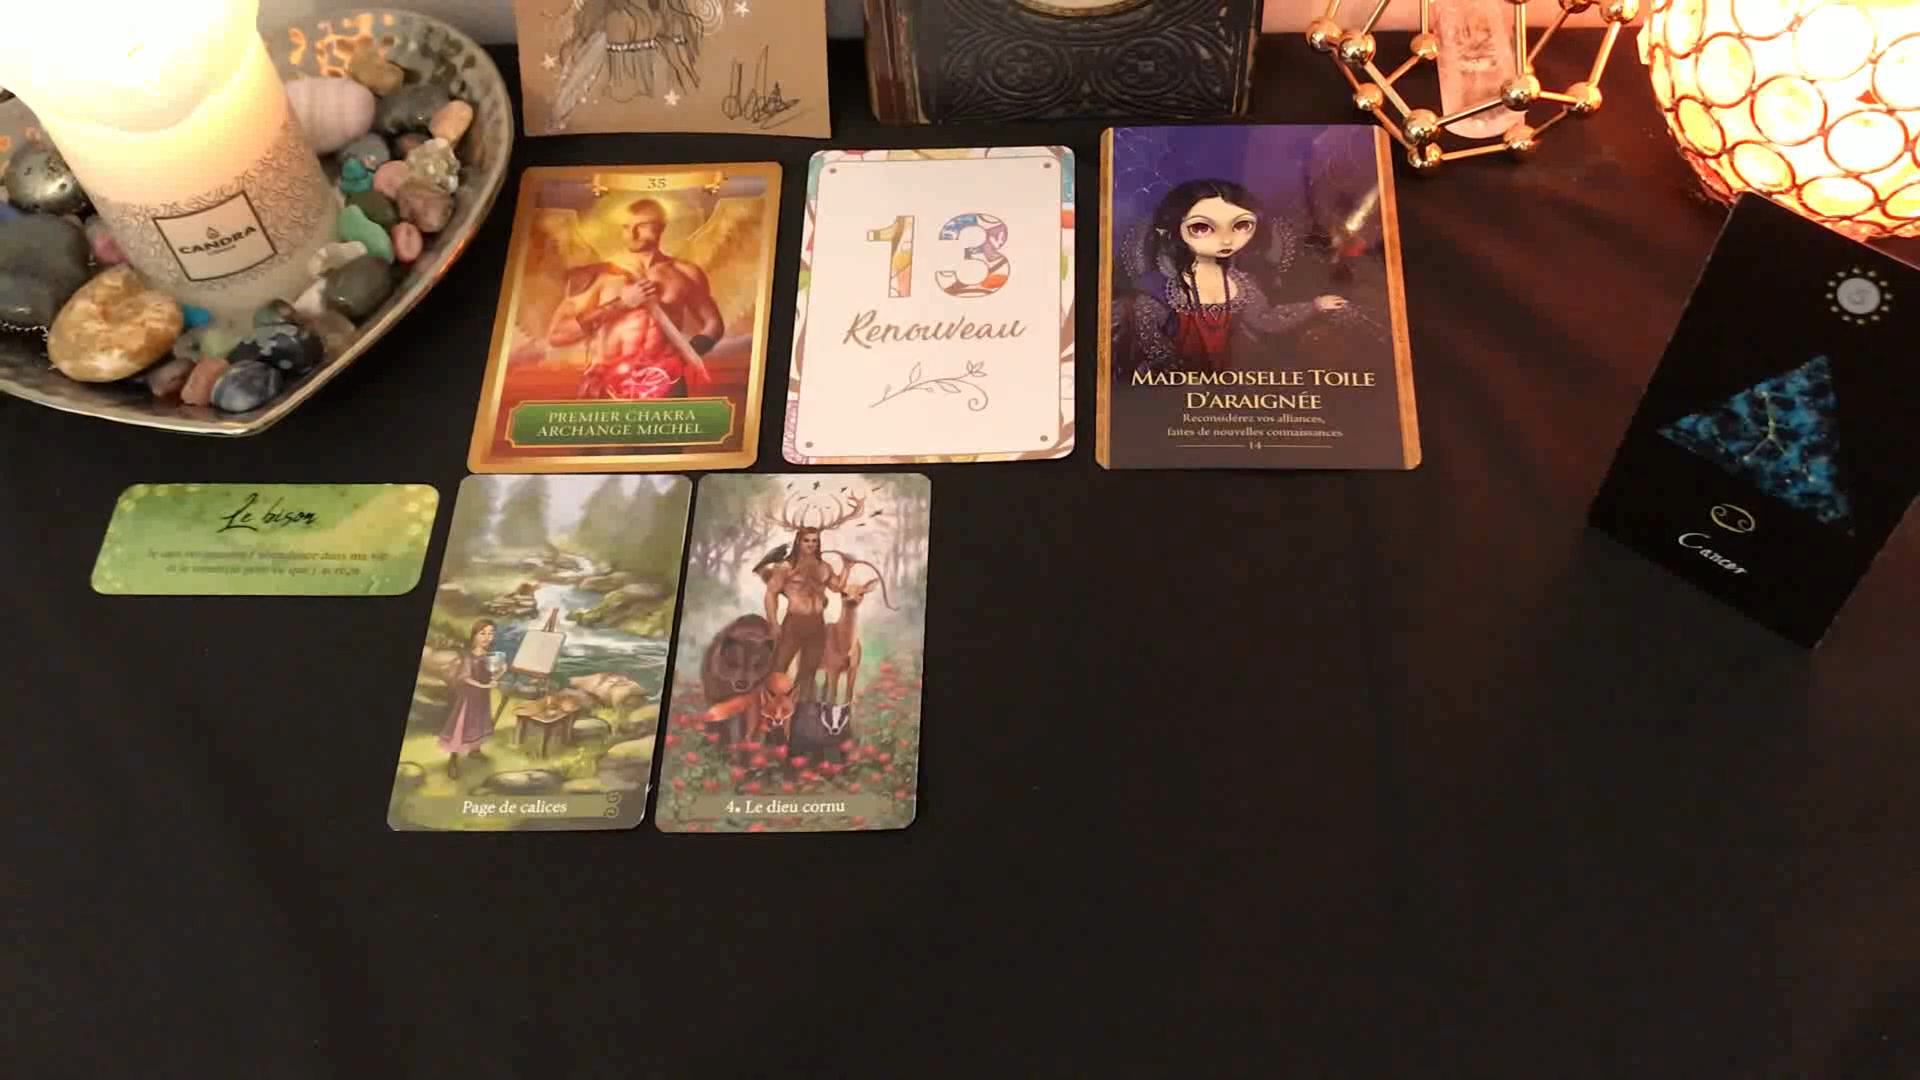 CANDRA
35
PREMIER CHAKRA
ARCHANGE MICHEL
13
Renouveau
MADEMOISELLE TOILE
D'ARAIGNÉE
Reconsidérez vos alliances,
faites de nouvelles connaissances
14
Cancer
Le bison
Page de calices
4. Le dieu cornu